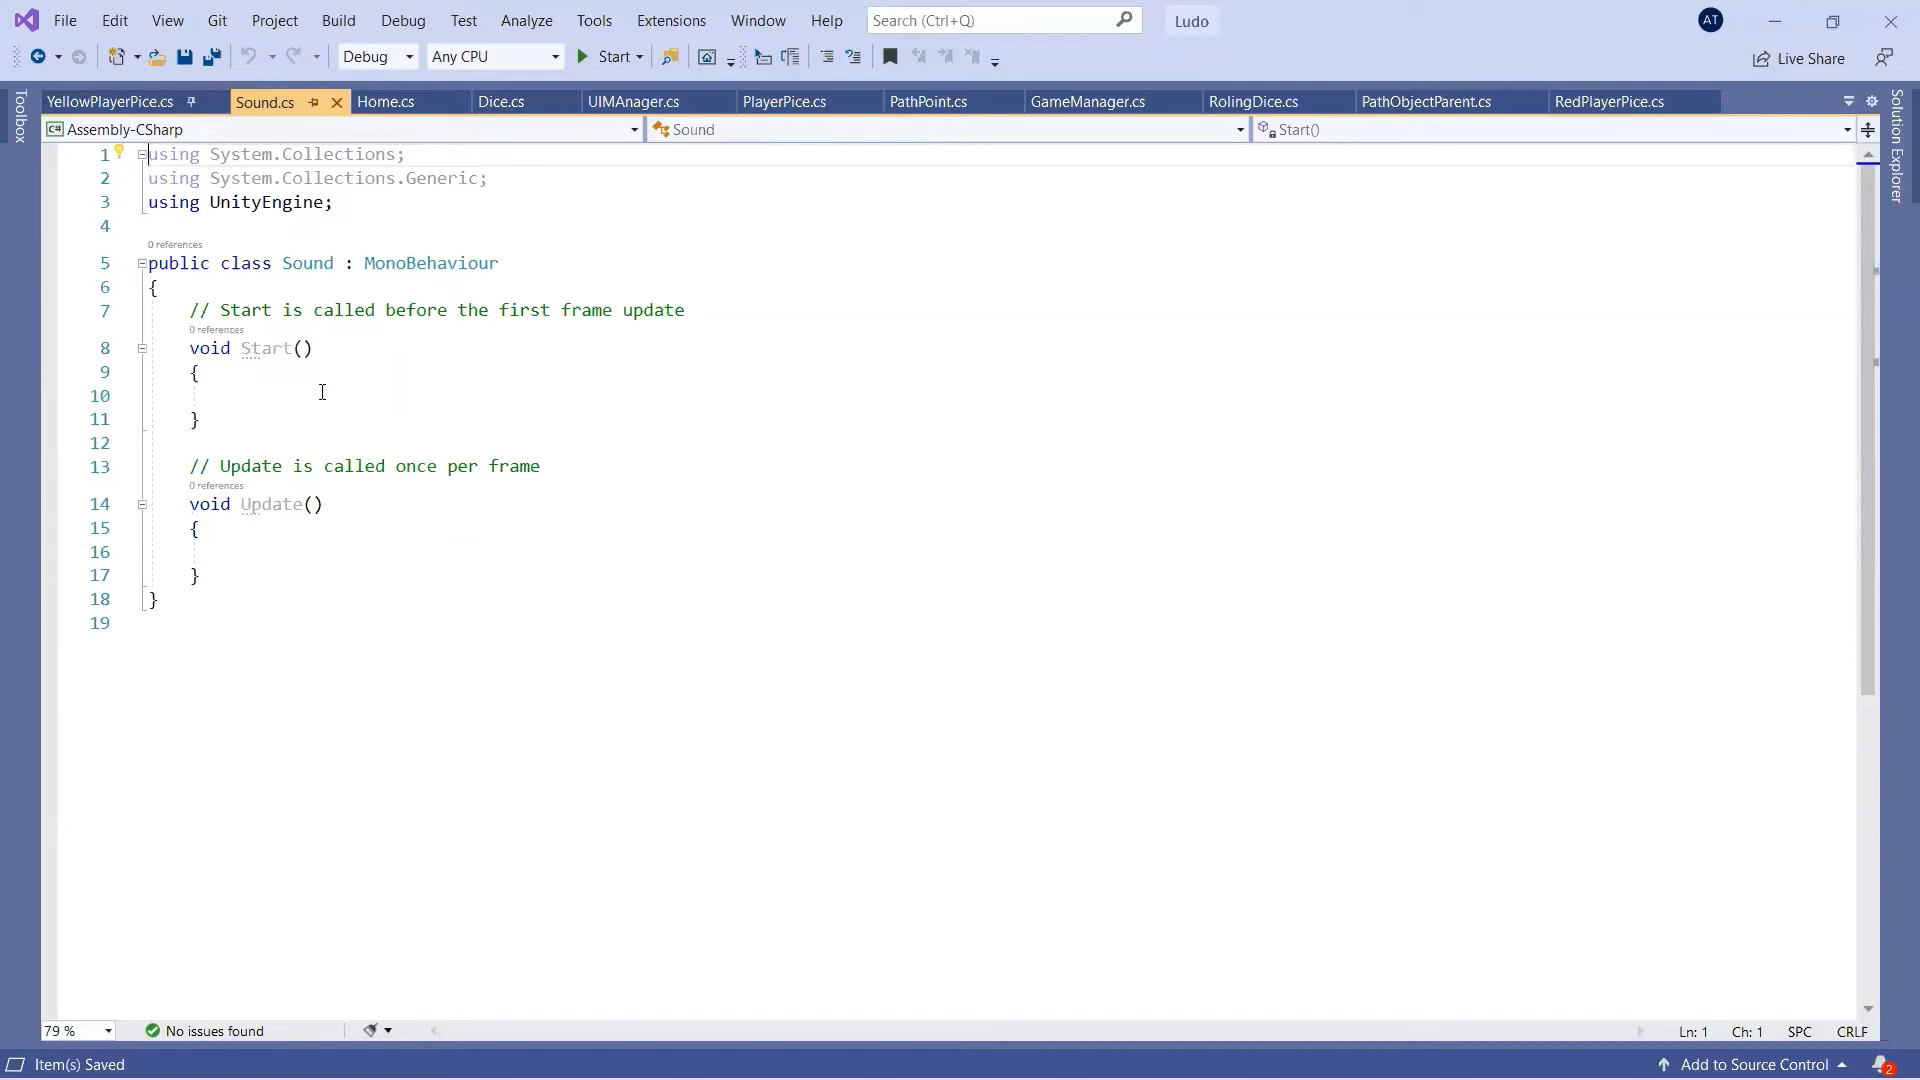 File Edit View Git Project Build Debug Test Analyze Tools Extensions Window Help Search (Ctrl+Q) Ludo AT
Debug Any CPU Start Live Share
YellowPlayerPice.cs Sound.cs Home.cs Dice.cs UIMAnager.cs PlayerPice.cs PathPoint.cs GameManager.cs RolingDice.cs PathObjectParent.cs RedPlayerPice.cs
Toolbox
Solution Explorer
C# Assembly-CSharp Sound Start()
1 using System.Collections;
2 using System.Collections.Generic;
3 using UnityEngine;
4
0 references
5 public class Sound : MonoBehaviour
6 {
7 // Start is called before the first frame update
0 references
8 void Start()
9 {
10
11 }
12
13 // Update is called once per frame
0 references
14 void Update()
15 {
16
17 }
18 }
19
79 % No issues found Ln: 1 Ch: 1 SPC CRLF
Item(s) Saved Add to Source Control 2